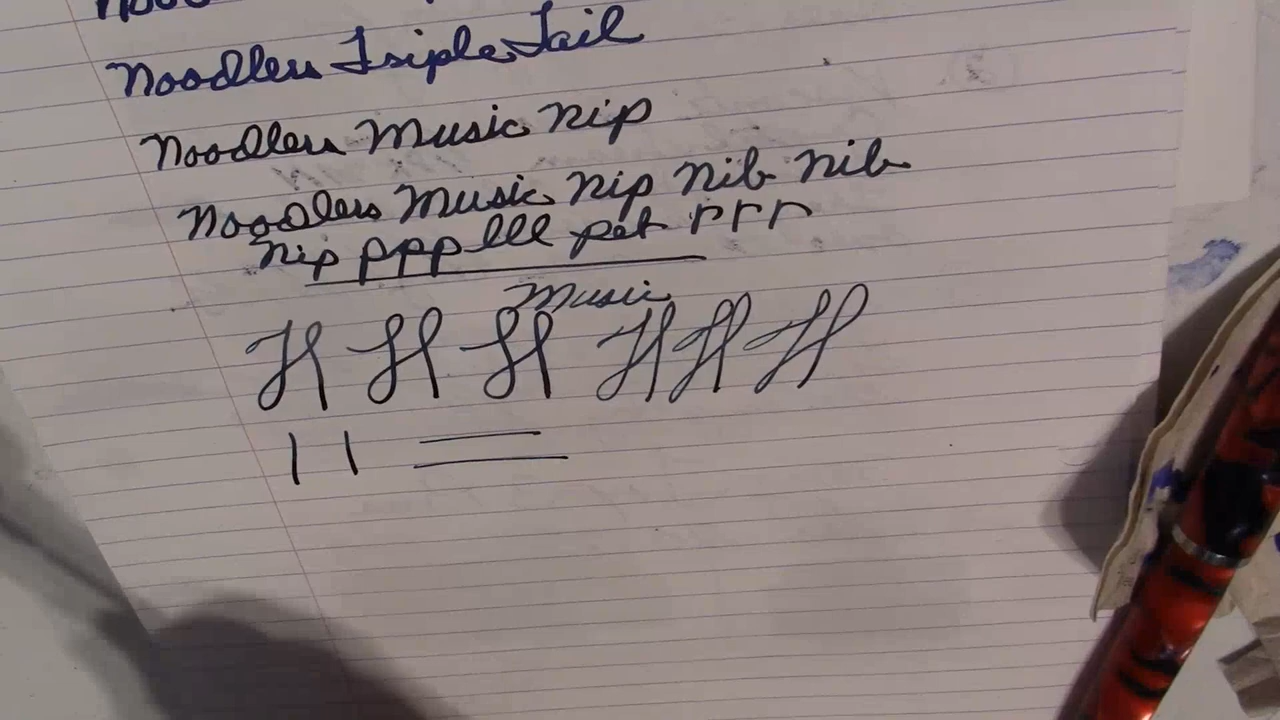 Noodlers Triple Tail
Noodlers Music Nip
Noodlers Music Nip Nib Nib
Nip ppp lll pet rrr
Music
H H H H H H